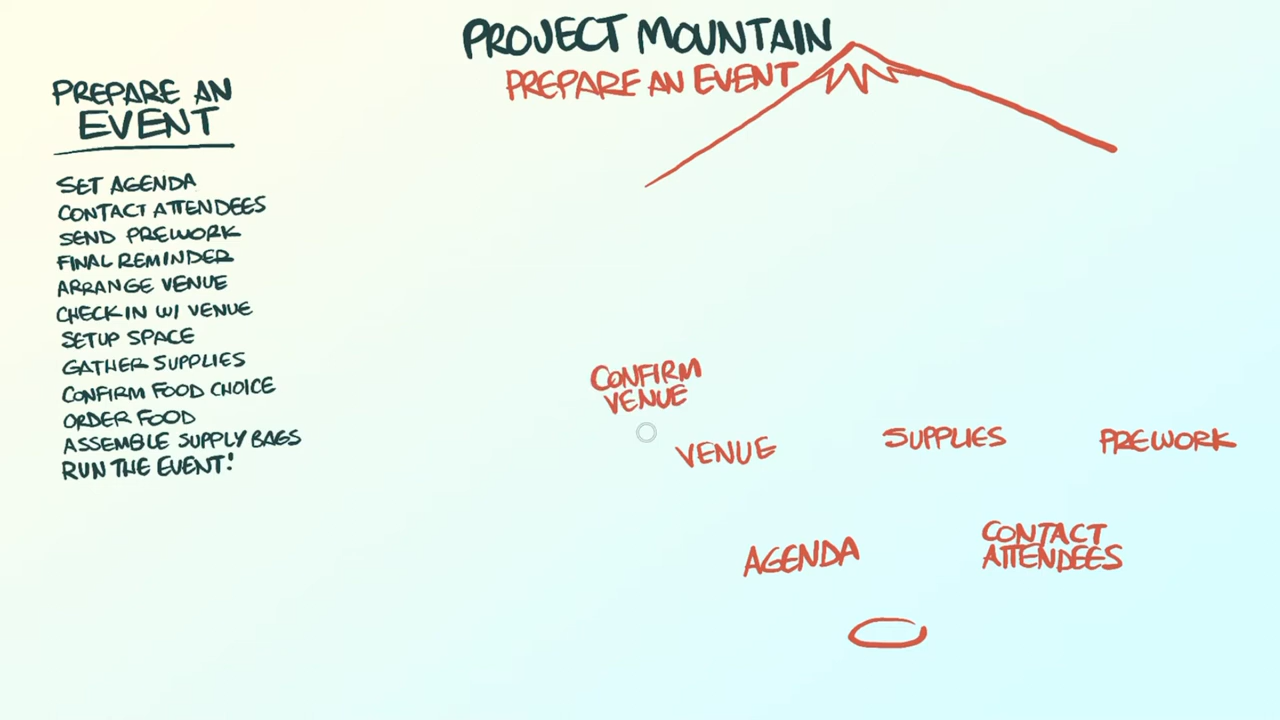 PROJECT MOUNTAIN
PREPARE AN EVENT
PREPARE AN
EVENT
SET AGENDA
CONTACT ATTENDEES
SEND PREWORK
FINAL REMINDER
ARRANGE VENUE
CHECK IN W/ VENUE
SETUP SPACE
GATHER SUPPLIES
CONFIRM FOOD CHOICE
ORDER FOOD
ASSEMBLE SUPPLY BAGS
RUN THE EVENT!
CONFIRM
VENUE
VENUE
SUPPLIES
PREWORK
AGENDA
CONTACT
ATTENDEES